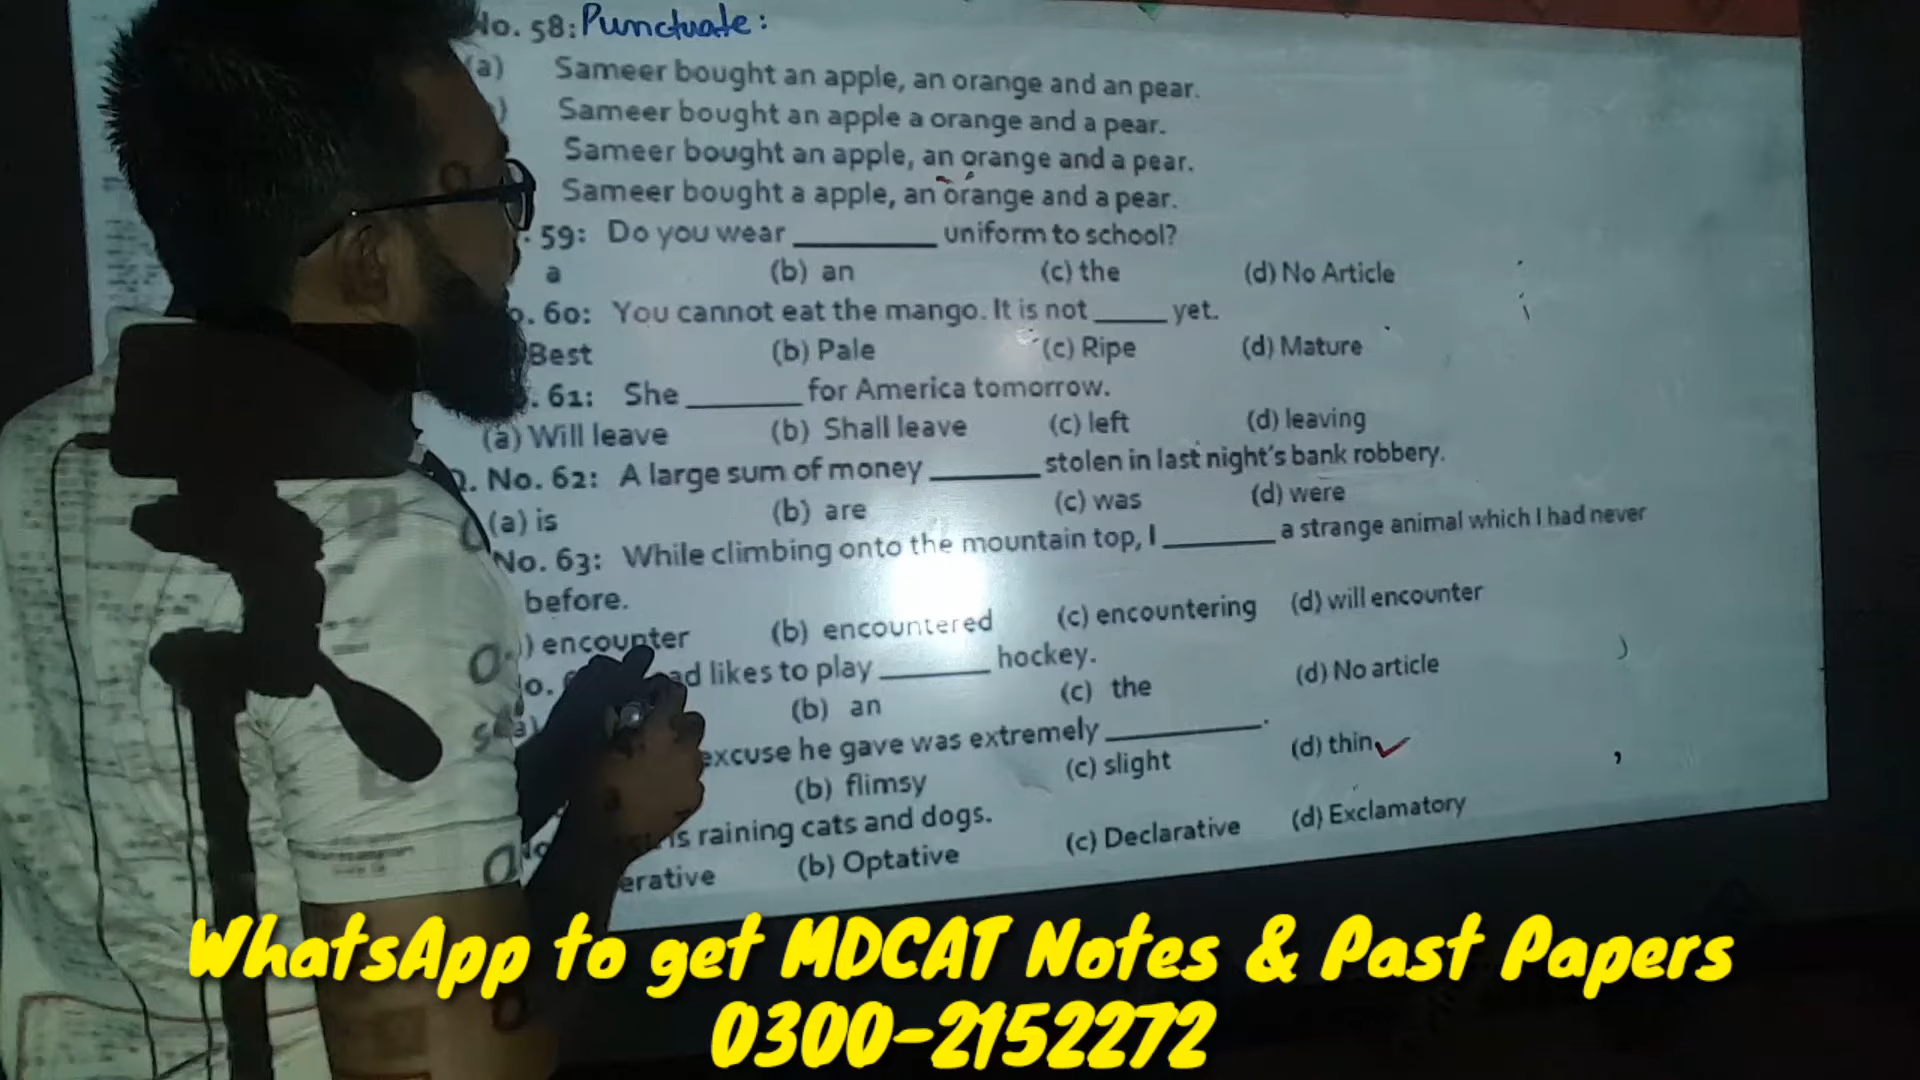 No. 58: Punctuate:
(a) Sameer bought an apple, an orange and an pear.
) Sameer bought an apple a orange and a pear.
Sameer bought an apple, an orange and a pear.
Sameer bought a apple, an orange and a pear.
. 59: Do you wear __________ uniform to school?
a (b) an (c) the (d) No Article
. 60: You cannot eat the mango. It is not _____ yet.
Best (b) Pale (c) Ripe (d) Mature
. 61: She ________ for America tomorrow.
(a) Will leave (b) Shall leave (c) left (d) leaving
Q. No. 62: A large sum of money ________ stolen in last night's bank robbery.
(a) is (b) are (c) was (d) were
No. 63: While climbing onto the mountain top, I ________ a strange animal which I had never
before.
) encounter (b) encountered (c) encountering (d) will encounter
likes to play ________ hockey.
(b) an (c) the (d) No article
excuse he gave was extremely ___________.
(b) flimsy (c) slight (d) thin
is raining cats and dogs.
erative (b) Optative (c) Declarative (d) Exclamatory
WhatsApp to get MDCAT Notes & Past Papers
0300-2152272